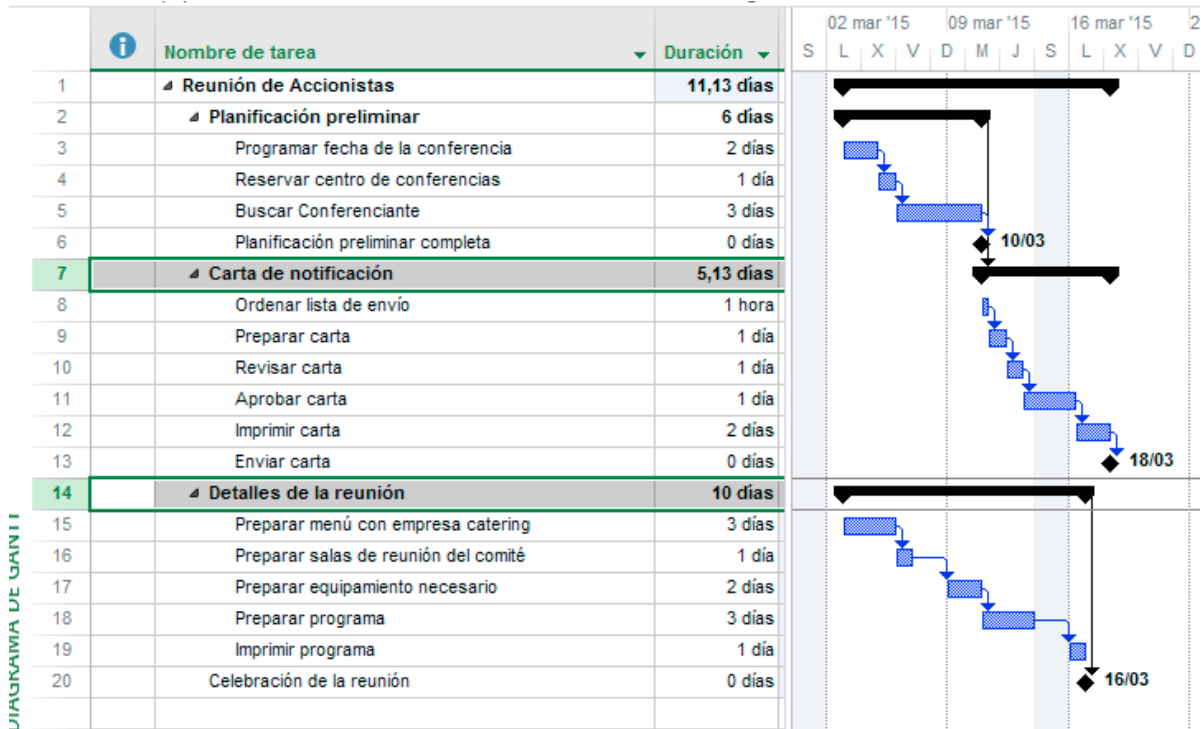 02 mar '15 09 mar '15 16 mar '15 2
Nombre de tarea Duración S L X V D M J S L X V D
1 Reunión de Accionistas 11,13 días
2 Planificación preliminar 6 días
3 Programar fecha de la conferencia 2 días
4 Reservar centro de conferencias 1 día
5 Buscar Conferenciante 3 días
6 Planificación preliminar completa 0 días 10/03
7 Carta de notificación 5,13 días
8 Ordenar lista de envío 1 hora
9 Preparar carta 1 día
10 Revisar carta 1 día
11 Aprobar carta 1 día
12 Imprimir carta 2 días
13 Enviar carta 0 días 18/03
14 Detalles de la reunión 10 días
15 Preparar menú con empresa catering 3 días
16 Preparar salas de reunión del comité 1 día
17 Preparar equipamiento necesario 2 días
18 Preparar programa 3 días
19 Imprimir programa 1 día
20 Celebración de la reunión 0 días 16/03
DIAGRAMA DE GANTT